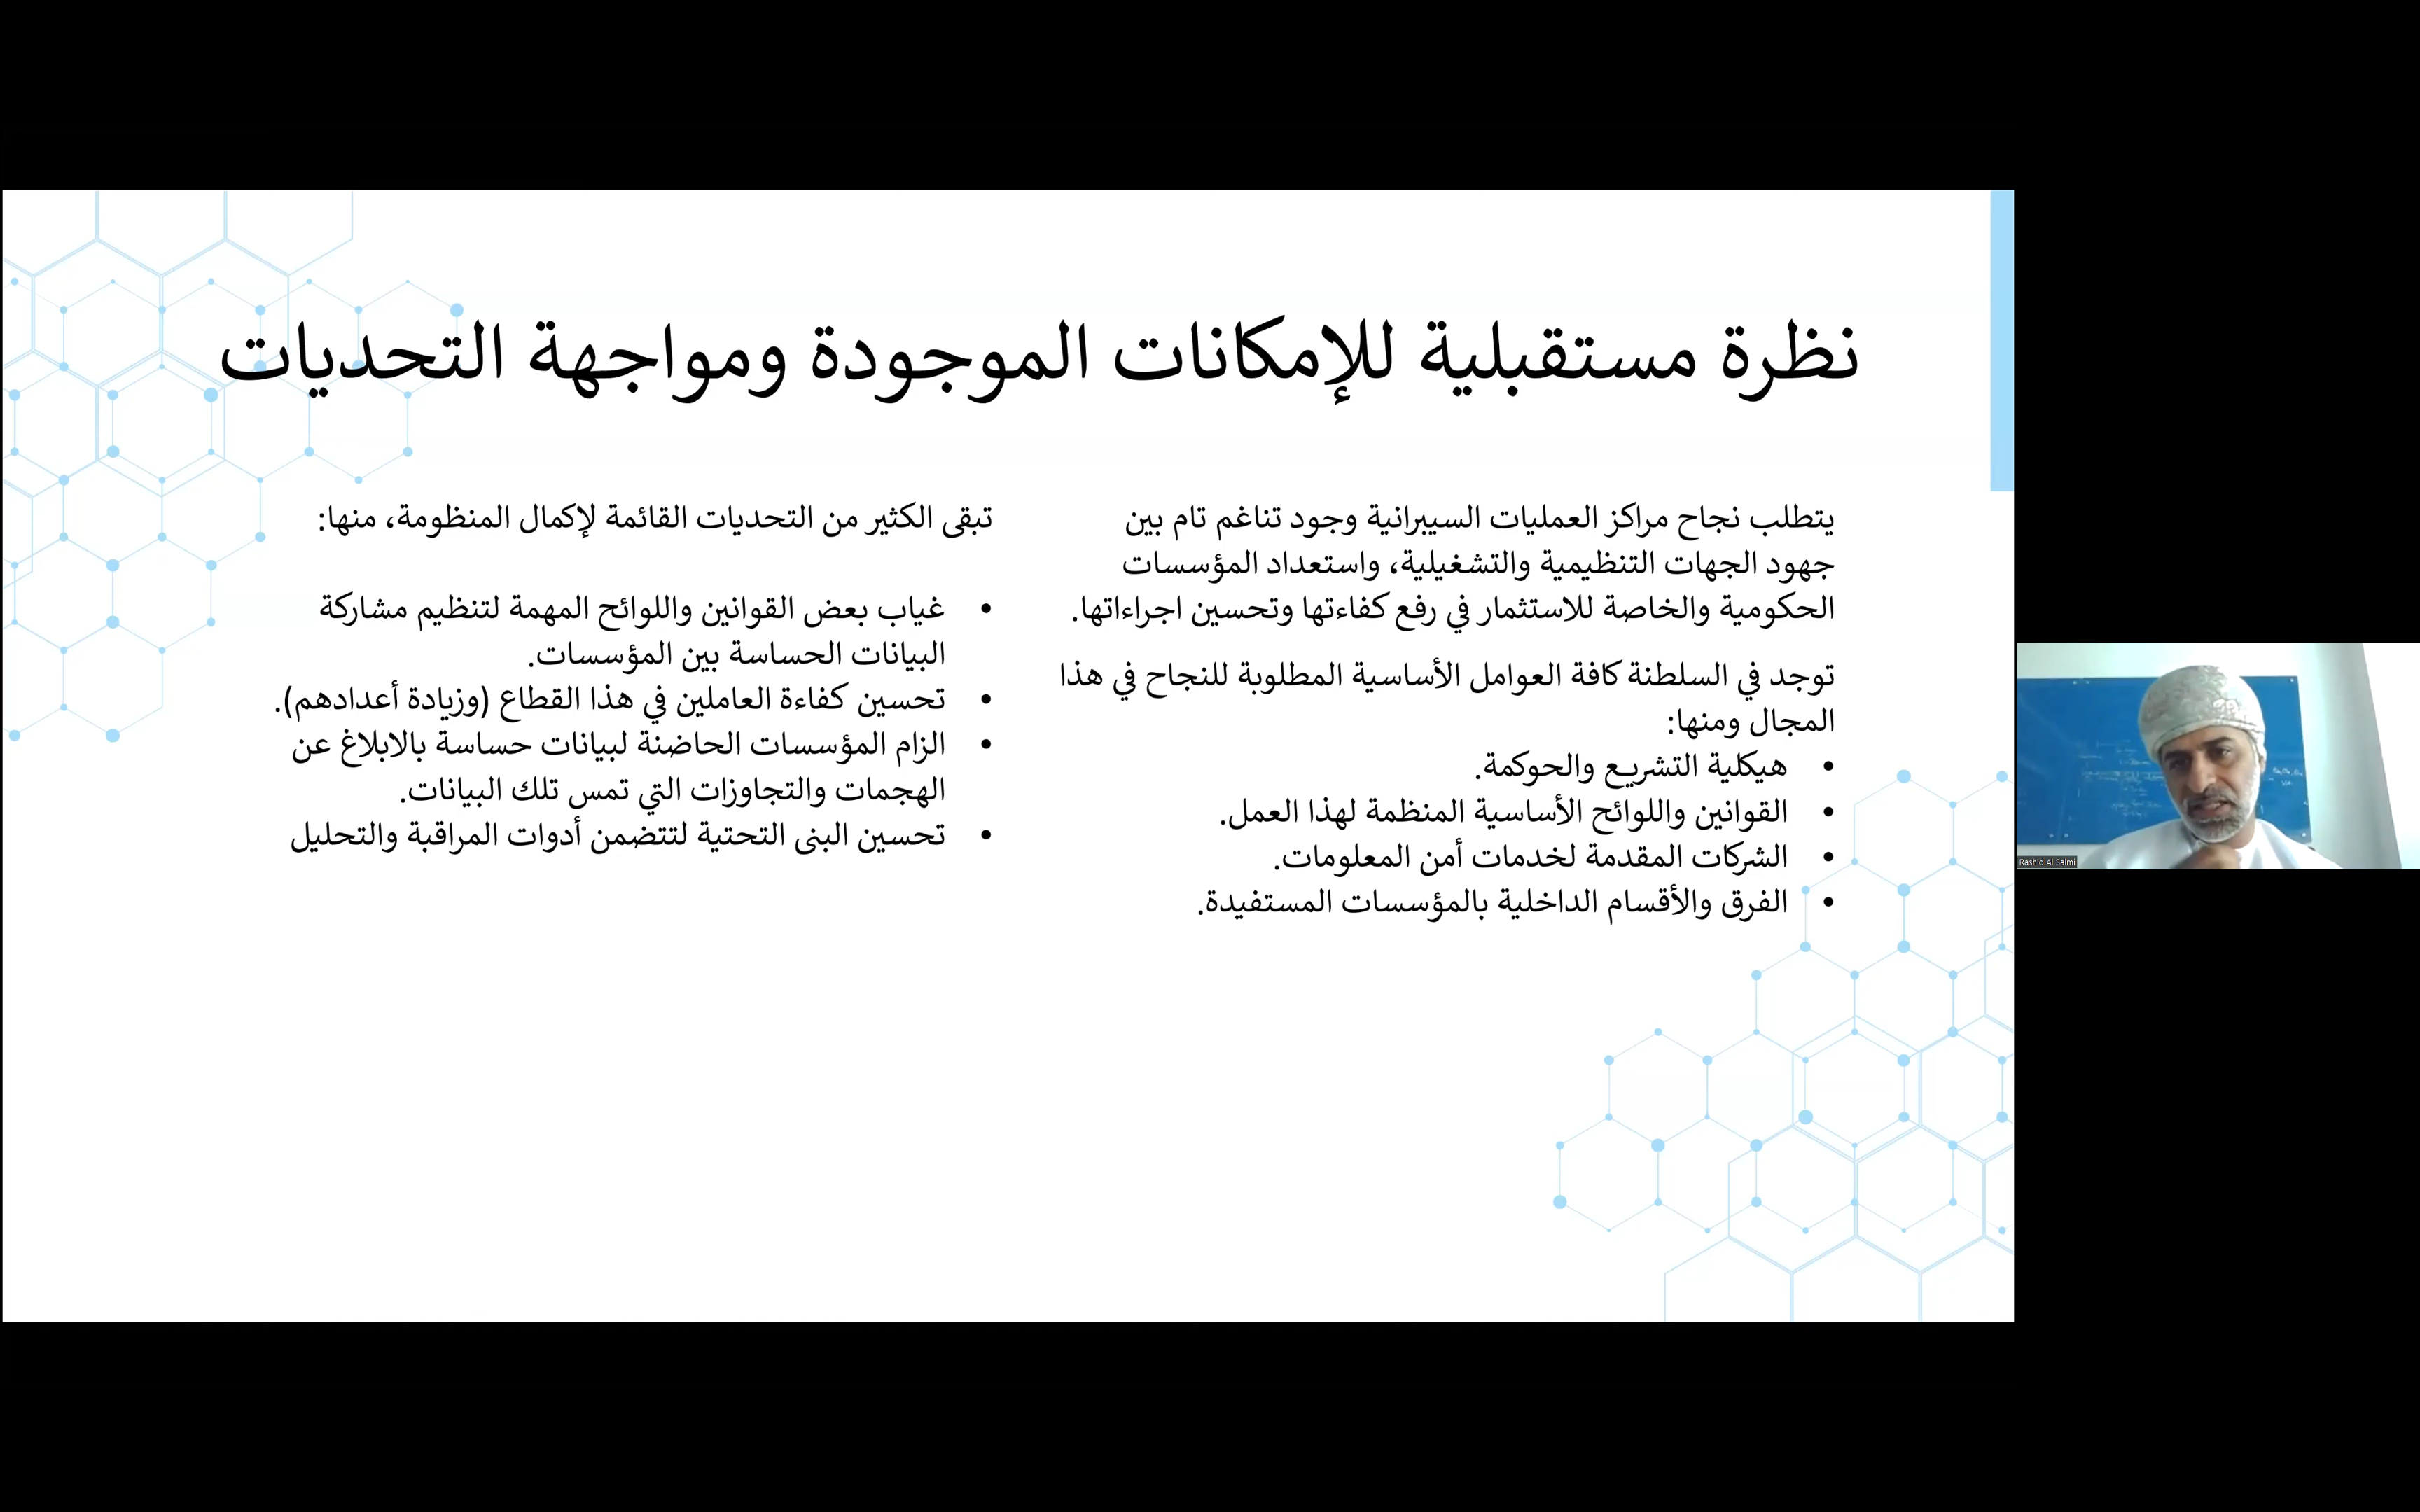 نظرة مستقبلية للإمكانات الموجودة ومواجهة التحديات
يتطلب نجاح مراكز العمليات السيبرانية وجود تناغم تام بين
جهود الجهات التنظيمية والتشغيلية، واستعداد المؤسسات
الحكومية والخاصة للاستثمار في رفع كفاءتها وتحسين اجراءاتها.
توجد في السلطنة كافة العوامل الأساسية المطلوبة للنجاح في هذا
المجال ومنها:
• هيكلية التشريع والحوكمة.
• القوانين واللوائح الأساسية المنظمة لهذا العمل.
• الشركات المقدمة لخدمات أمن المعلومات.
• الفرق والأقسام الداخلية بالمؤسسات المستفيدة.
تبقى الكثير من التحديات القائمة لإكمال المنظومة، منها:
• غياب بعض القوانين واللوائح المهمة لتنظيم مشاركة
البيانات الحساسة بين المؤسسات.
• تحسين كفاءة العاملين في هذا القطاع (وزيادة أعدادهم).
• الزام المؤسسات الحاضنة لبيانات حساسة بالابلاغ عن
الهجمات والتجاوزات التي تمس تلك البيانات.
• تحسين البنى التحتية لتتضمن أدوات المراقبة والتحليل
Rashid Al Salmi